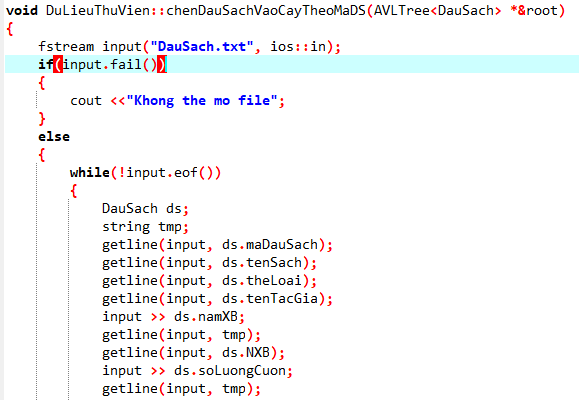 void DuLieuThuVien::chenDauSachVaoCayTheoMaDS(AVLTree<DauSach> *&root)
{
    fstream input("DauSach.txt", ios::in);
    if(input.fail())
    {
        cout <<"Khong the mo file";
    }
    else
    {
        while(!input.eof())
        {
            DauSach ds;
            string tmp;
            getline(input, ds.maDauSach);
            getline(input, ds.tenSach);
            getline(input, ds.theLoai);
            getline(input, ds.tenTacGia);
            input >> ds.namXB;
            getline(input, tmp);
            getline(input, ds.NXB);
            input >> ds.soLuongCuon;
            getline(input, tmp);